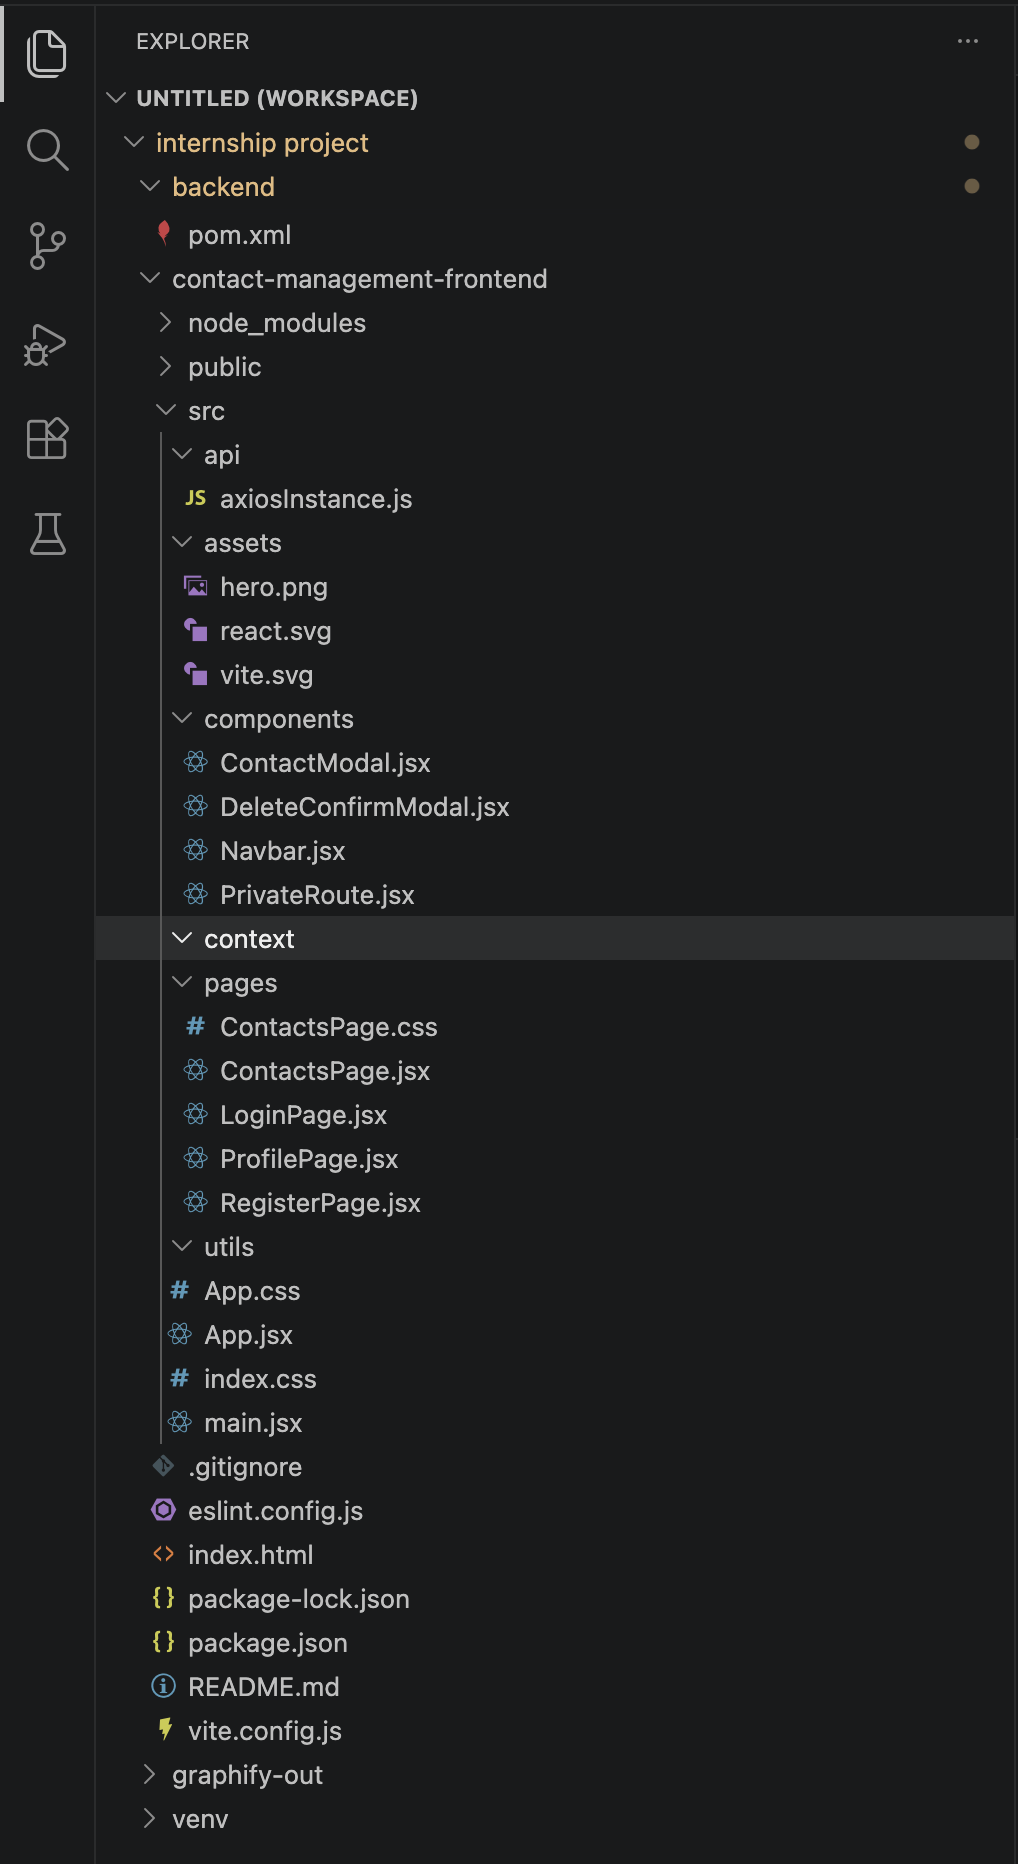 EXPLORER
UNTITLED (WORKSPACE)
internship project
backend
pom.xml
contact-management-frontend
node_modules
public
src
api
JS axiosInstance.js
assets
hero.png
react.svg
vite.svg
components
ContactModal.jsx
DeleteConfirmModal.jsx
Navbar.jsx
PrivateRoute.jsx
context
pages
# ContactsPage.css
ContactsPage.jsx
LoginPage.jsx
ProfilePage.jsx
RegisterPage.jsx
utils
# App.css
App.jsx
# index.css
main.jsx
.gitignore
eslint.config.js
<> index.html
{} package-lock.json
{} package.json
README.md
vite.config.js
graphify-out
venv